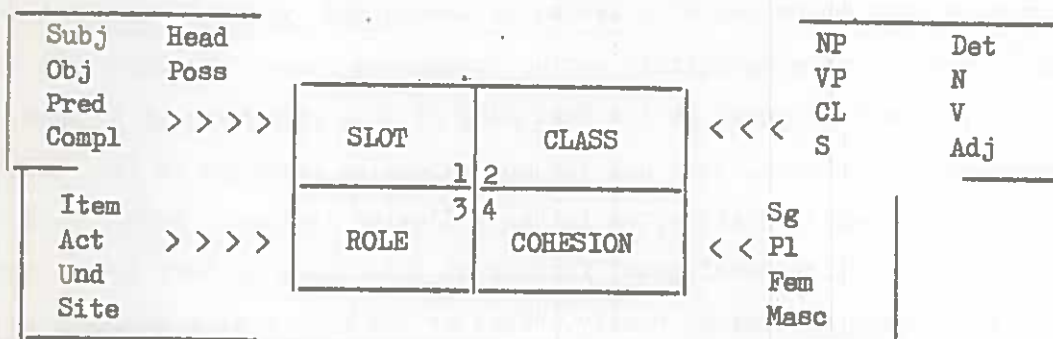 Subj Head
Obj Poss
Pred
Compl > > > >
SLOT CLASS
1 2
< < < NP Det
VP N
CL V
S Adj
Item
Act > > > >
Und
Site
3 4
ROLE COHESION
Sg
< < Pl
Fem
Masc